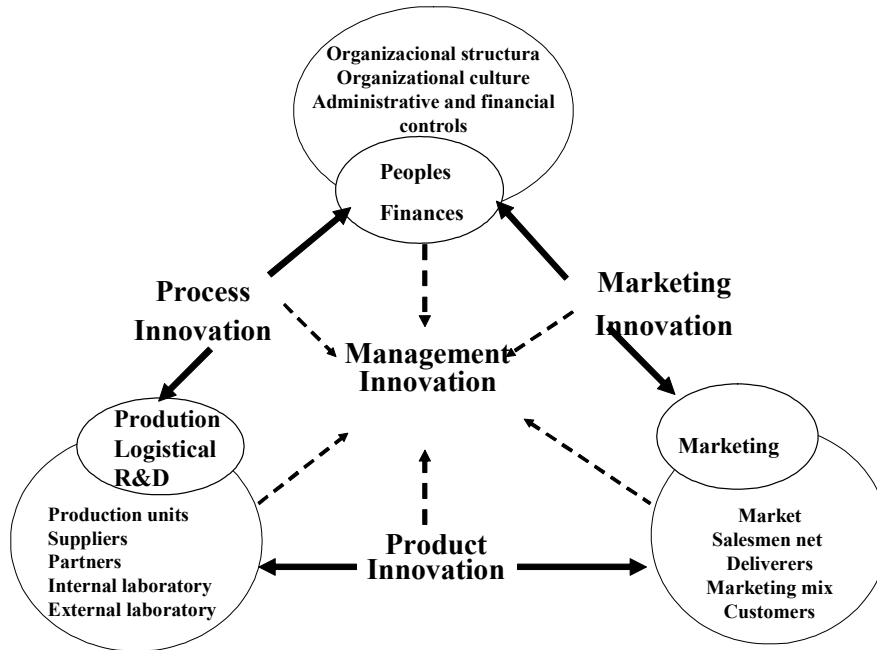 Organizacional structura
Organizational culture
Administrative and financial
controls
Peoples
Finances
Process
Innovation
Marketing
Innovation
Management
Innovation
Prodution
Logistical
R&D
Production units
Suppliers
Partners
Internal laboratory
External laboratory
Product
Innovation
Marketing
Market
Salesmen net
Deliverers
Marketing mix
Customers